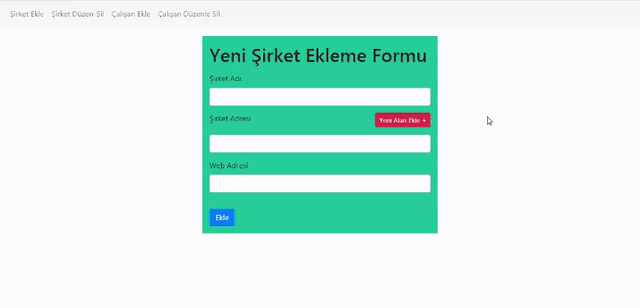 Şirket Ekle Şirket Düzen-Sil Çalışan Ekle Çalışan Düzenle Sil
Yeni Şirket Ekleme Formu
Şirket Adı
Şirket Adresi Yeni Alan Ekle +
Web Adresi
Ekle